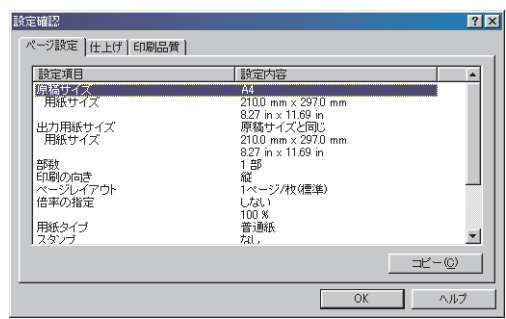 設定確認
ページ設定 仕上げ 印刷品質
設定項目 設定内容
原稿サイズ A4
用紙サイズ 210.0 mm x 297.0 mm
8.27 in x 11.69 in
出力用紙サイズ 原稿サイズと同じ
用紙サイズ 210.0 mm x 297.0 mm
8.27 in x 11.69 in
部数 1 部
印刷の向き 縦
ページレイアウト 1ページ/枚(標準)
倍率の指定 しない
100 %
用紙タイプ 普通紙
スタンプ なし
コピー(C)
OK ヘルプ